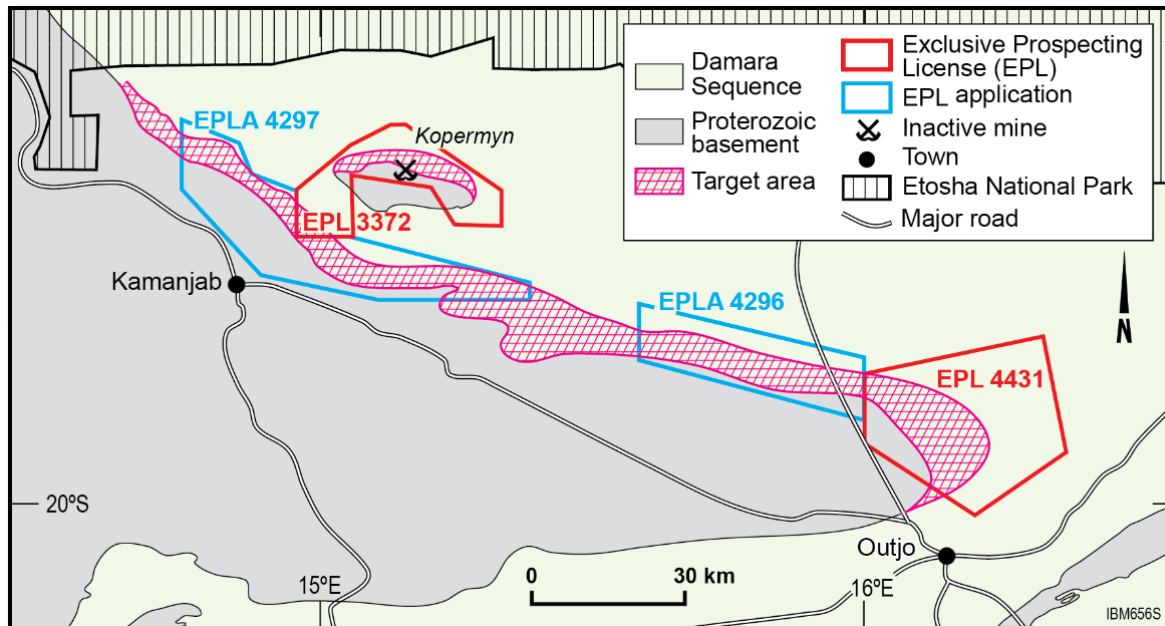 EPLA 4297
Kopermyn
EPL 3372
Kamanjab
EPLA 4296
EPL 4431
N
20ºS
15ºE
0 30 km
16ºE
Outjo
IBM656S
Damara
Sequence
Proterozoic
basement
Target area
Exclusive Prospecting
License (EPL)
EPL application
Inactive mine
Town
Etosha National Park
Major road